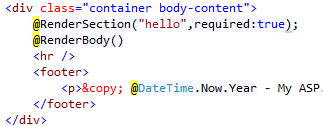 <div class="container body-content">
@RenderSection("hello",required:true);
@RenderBody()
<hr />
<footer>
<p>&copy; @DateTime.Now.Year - My ASP.
</footer>
</div>